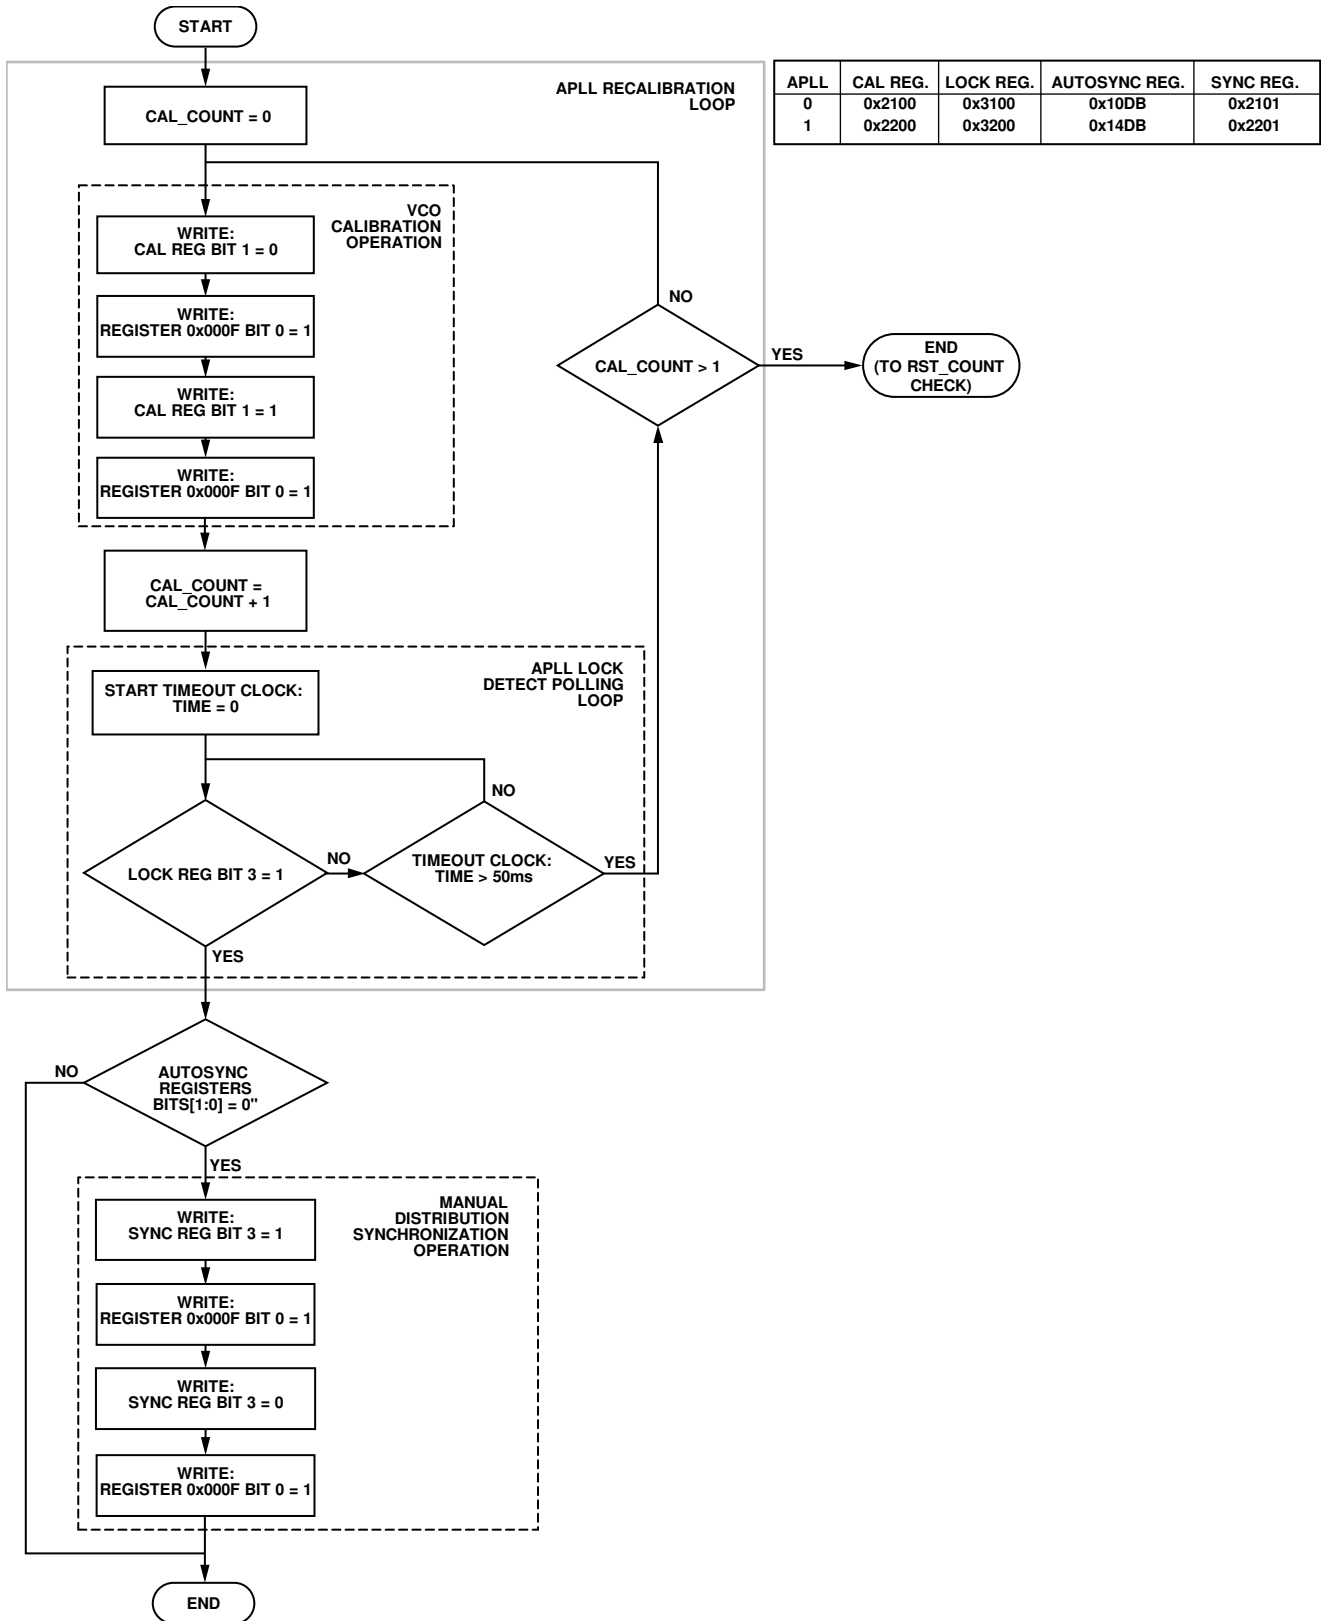 START
APLL RECALIBRATION
LOOP
CAL_COUNT = 0
APLL CAL REG. LOCK REG. AUTOSYNC REG. SYNC REG.
0 0x2100 0x3100 0x10DB 0x2101
1 0x2200 0x3200 0x14DB 0x2201
VCO
CALIBRATION
OPERATION
WRITE:
CAL REG BIT 1 = 0
WRITE:
REGISTER 0x000F BIT 0 = 1
WRITE:
CAL REG BIT 1 = 1
WRITE:
REGISTER 0x000F BIT 0 = 1
NO
CAL_COUNT > 1
YES
END
(TO RST_COUNT
CHECK)
CAL_COUNT =
CAL_COUNT + 1
APLL LOCK
DETECT POLLING
LOOP
START TIMEOUT CLOCK:
TIME = 0
NO
LOCK REG BIT 3 = 1
NO
TIMEOUT CLOCK:
TIME > 50ms
YES
YES
NO
AUTOSYNC
REGISTERS
BITS[1:0] = 0"
YES
MANUAL
DISTRIBUTION
SYNCHRONIZATION
OPERATION
WRITE:
SYNC REG BIT 3 = 1
WRITE:
REGISTER 0x000F BIT 0 = 1
WRITE:
SYNC REG BIT 3 = 0
WRITE:
REGISTER 0x000F BIT 0 = 1
END